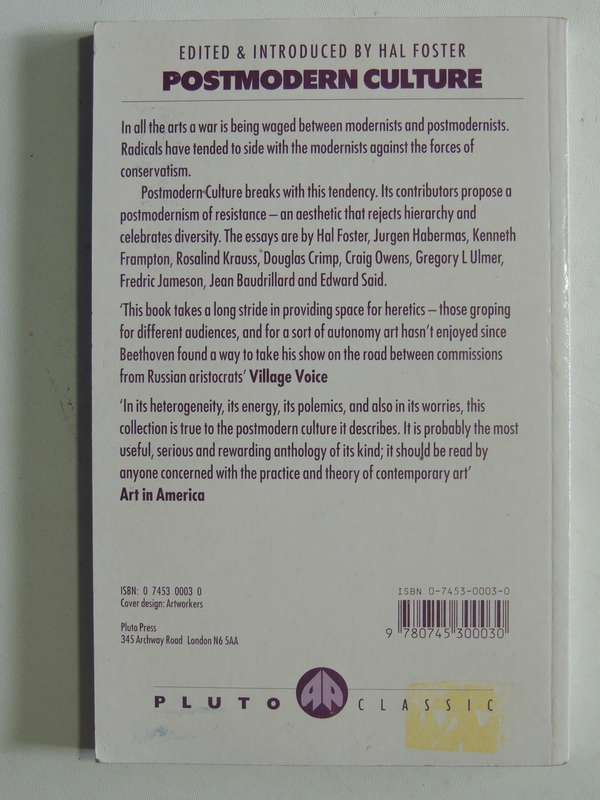 EDITED & INTRODUCED BY HAL FOSTER
POSTMODERN CULTURE
In all the arts a war is being waged between modernists and postmodernists.
Radicals have tended to side with the modernists against the forces of
conservatism.
Postmodern Culture breaks with this tendency. Its contributors propose a
postmodernism of resistance – an aesthetic that rejects hierarchy and
celebrates diversity. The essays are by Hal Foster, Jurgen Habermas, Kenneth
Frampton, Rosalind Krauss, Douglas Crimp, Craig Owens, Gregory L Ulmer,
Fredric Jameson, Jean Baudrillard and Edward Said.
‘This book takes a long stride in providing space for heretics – those groping
for different audiences, and for a sort of autonomy art hasn’t enjoyed since
Beethoven found a way to take his show on the road between commissions
from Russian aristocrats’ Village Voice
‘In its heterogeneity, its energy, its polemics, and also in its worries, this
collection is true to the postmodern culture it describes. It is probably the most
useful, serious and rewarding anthology of its kind; it should be read by
anyone concerned with the practice and theory of contemporary art’
Art in America
ISBN: 0 7453 0003 0
Cover design: Artworkers
Pluto Press
345 Archway Road London N6 5AA
ISBN 0-7453-0003-0
9 780745 300030
PLUTO CLASSIC